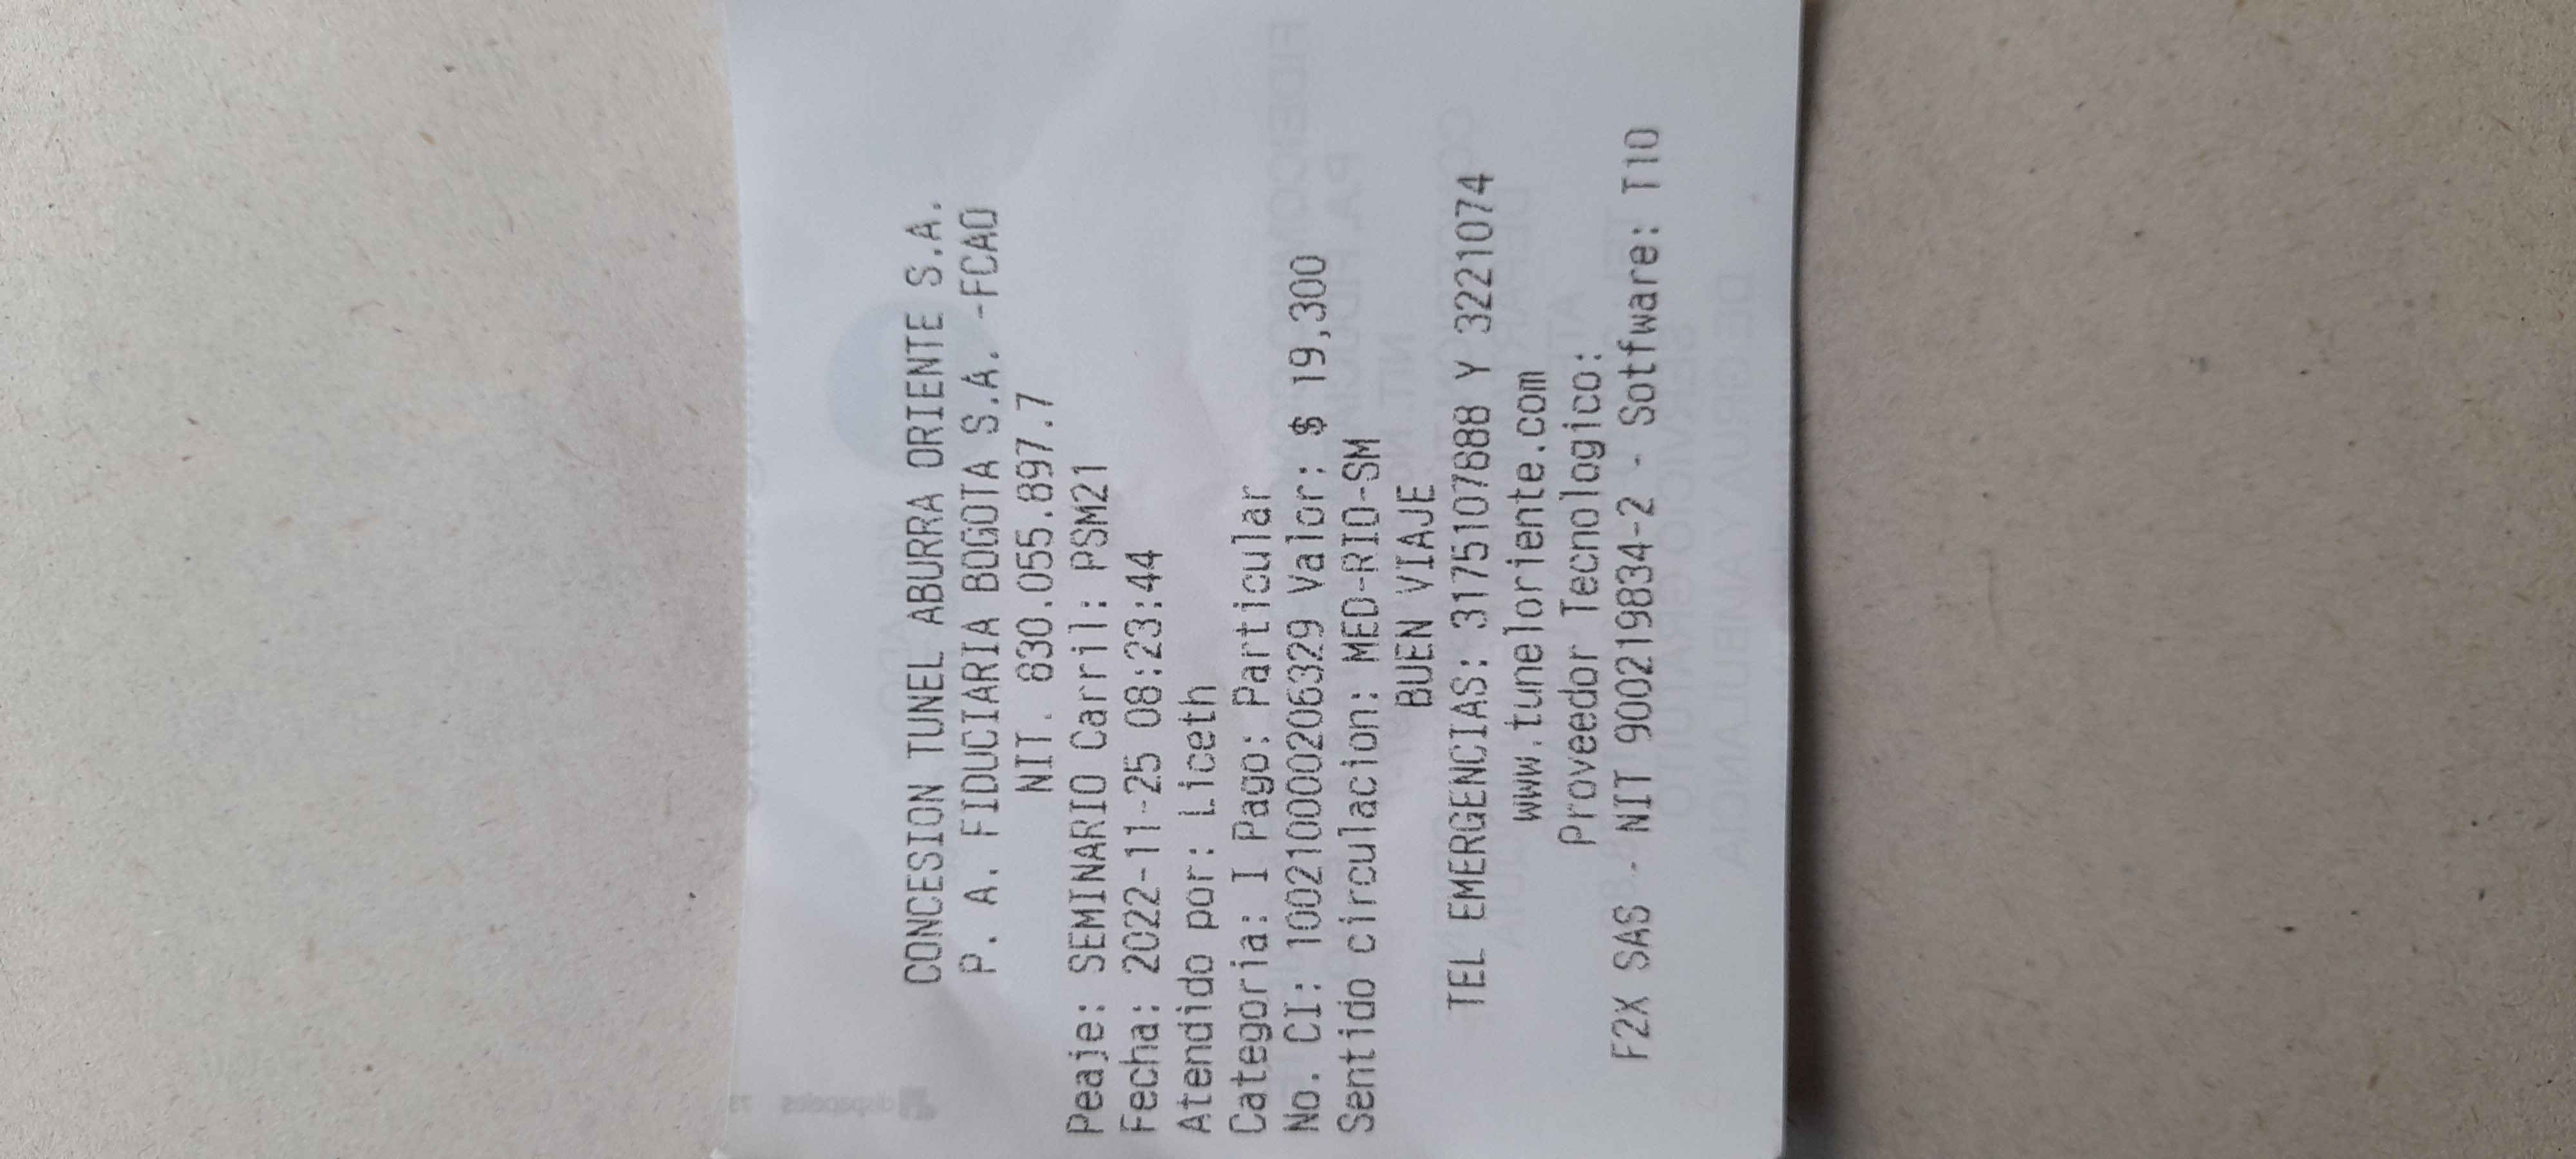 CONCESION TUNEL ABURRA ORIENTE S.A.
P. A. FIDUCIARIA BOGOTA S.A. -FCAO
NIT. 830.055.897.7
Peaje: SEMINARIO Carril: PSM21
Fecha: 2022-11-25 08:23:44
Atendido por: Liceth
Categoria: I Pago: Particular
No. CI: 10021000206329 Valor: $ 19,300
Sentido circulacion: MED-RIO-SM
BUEN VIAJE
TEL EMERGENCIAS: 3175107888 Y 3221074
www.tuneloriente.com
Proveedor Tecnologico:
F2X SAS - NIT 900219834-2 - Sotfware: T10